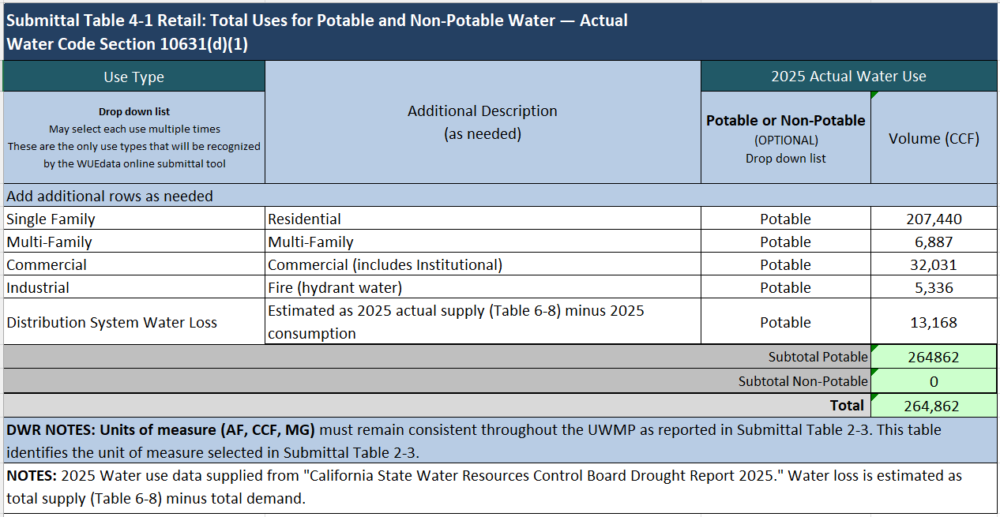 Submittal Table 4-1 Retail: Total Uses for Potable and Non-Potable Water — Actual
Water Code Section 10631(d)(1)
Use Type
Drop down list
May select each use multiple times
These are the only use types that will be recognized
by the WUEdata online submittal tool
Additional Description
(as needed)
2025 Actual Water Use
Potable or Non-Potable
(OPTIONAL)
Drop down list
Volume (CCF)
Add additional rows as needed
Single Family Residential Potable 207,440
Multi-Family Multi-Family Potable 6,887
Commercial Commercial (includes Institutional) Potable 32,031
Industrial Fire (hydrant water) Potable 5,336
Distribution System Water Loss
Estimated as 2025 actual supply (Table 6-8) minus 2025
consumption
Potable 13,168
Subtotal Potable 264862
Subtotal Non-Potable 0
Total 264,862
DWR NOTES: Units of measure (AF, CCF, MG) must remain consistent throughout the UWMP as reported in Submittal Table 2-3. This table
identifies the unit of measure selected in Submittal Table 2-3.
NOTES: 2025 Water use data supplied from "California State Water Resources Control Board Drought Report 2025." Water loss is estimated as
total supply (Table 6-8) minus total demand.